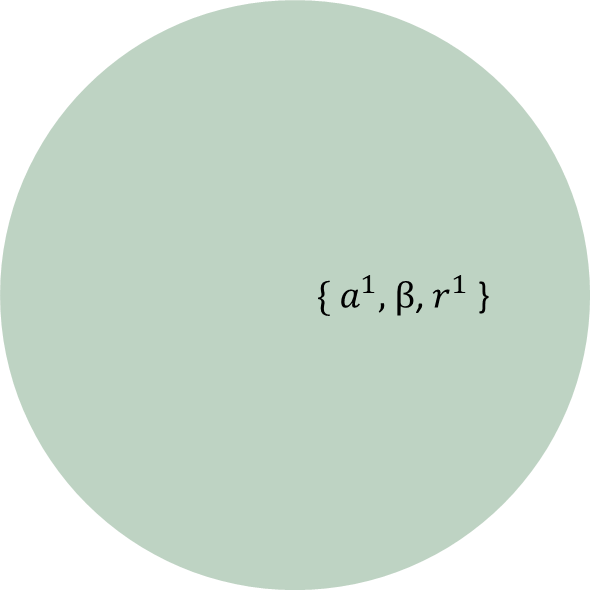 { 𝑎¹, β, 𝑟¹ }